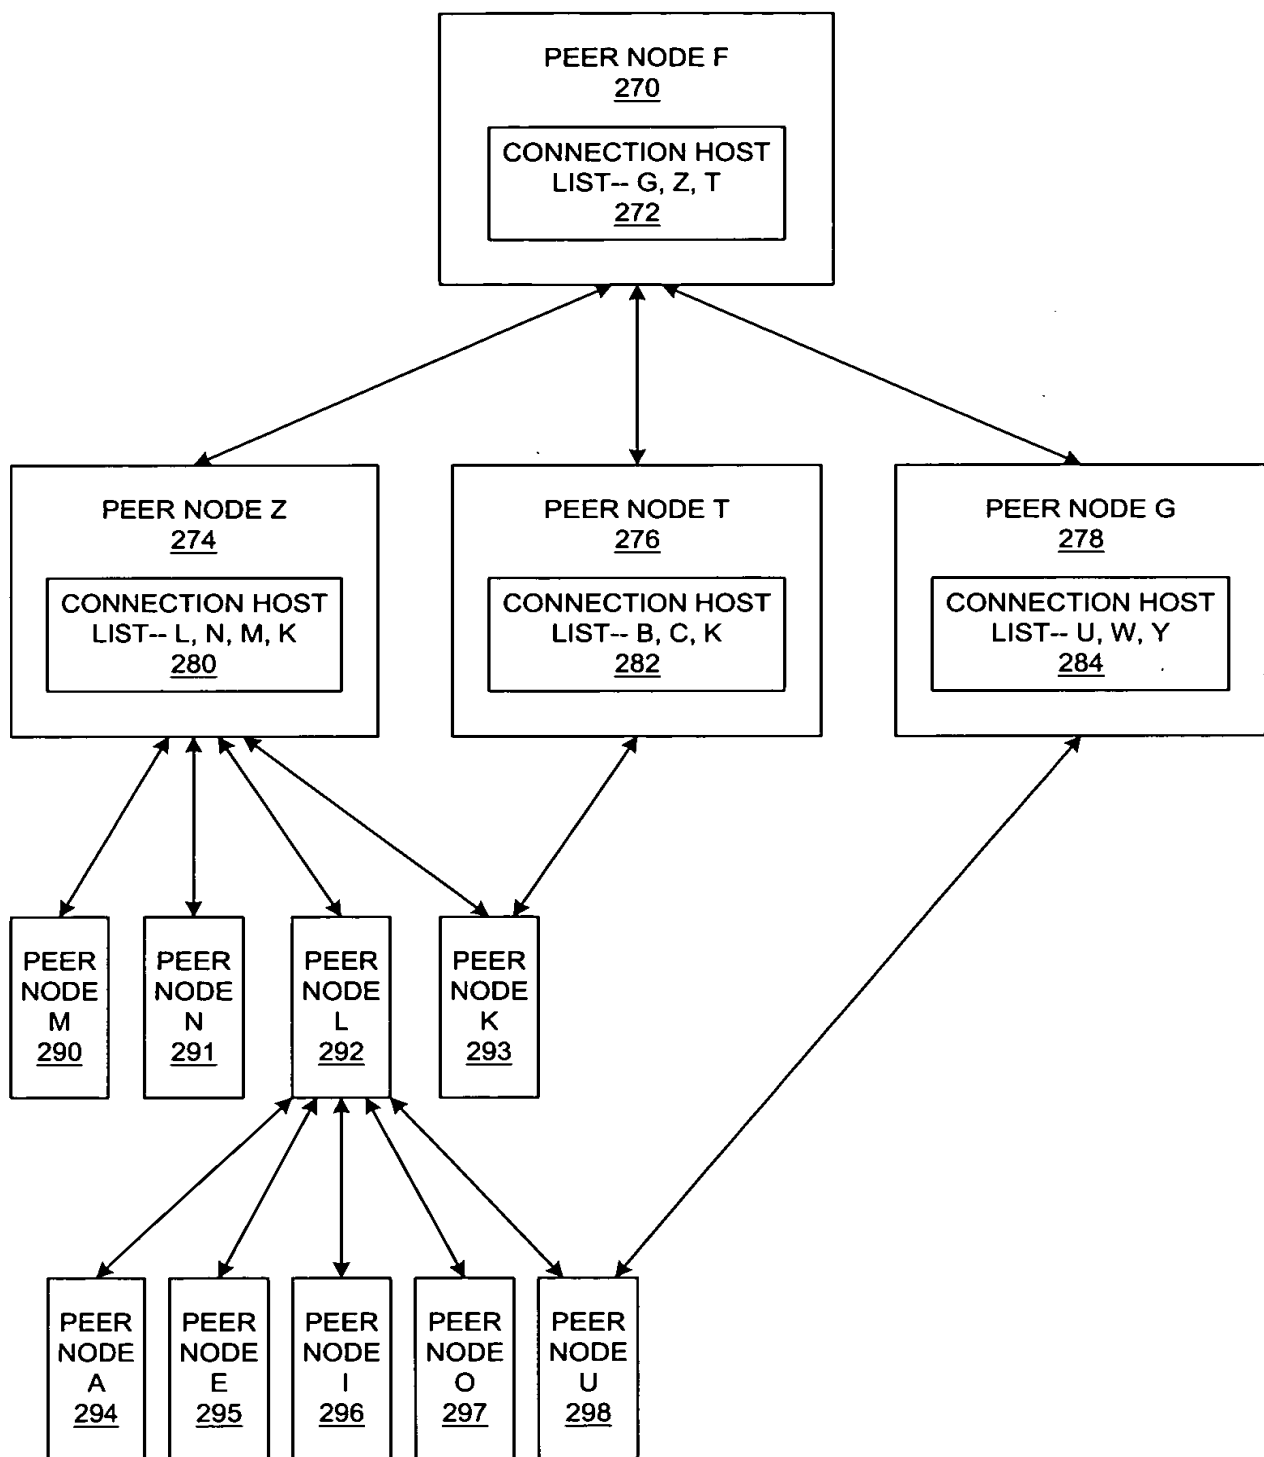 PEER NODE F
270
CONNECTION HOST
LIST-- G, Z, T
272
PEER NODE Z
274
CONNECTION HOST
LIST-- L, N, M, K
280
PEER NODE T
276
CONNECTION HOST
LIST-- B, C, K
282
PEER NODE G
278
CONNECTION HOST
LIST-- U, W, Y
284
PEER
NODE
M
290
PEER
NODE
N
291
PEER
NODE
L
292
PEER
NODE
K
293
PEER
NODE
A
294
PEER
NODE
E
295
PEER
NODE
I
296
PEER
NODE
O
297
PEER
NODE
U
298